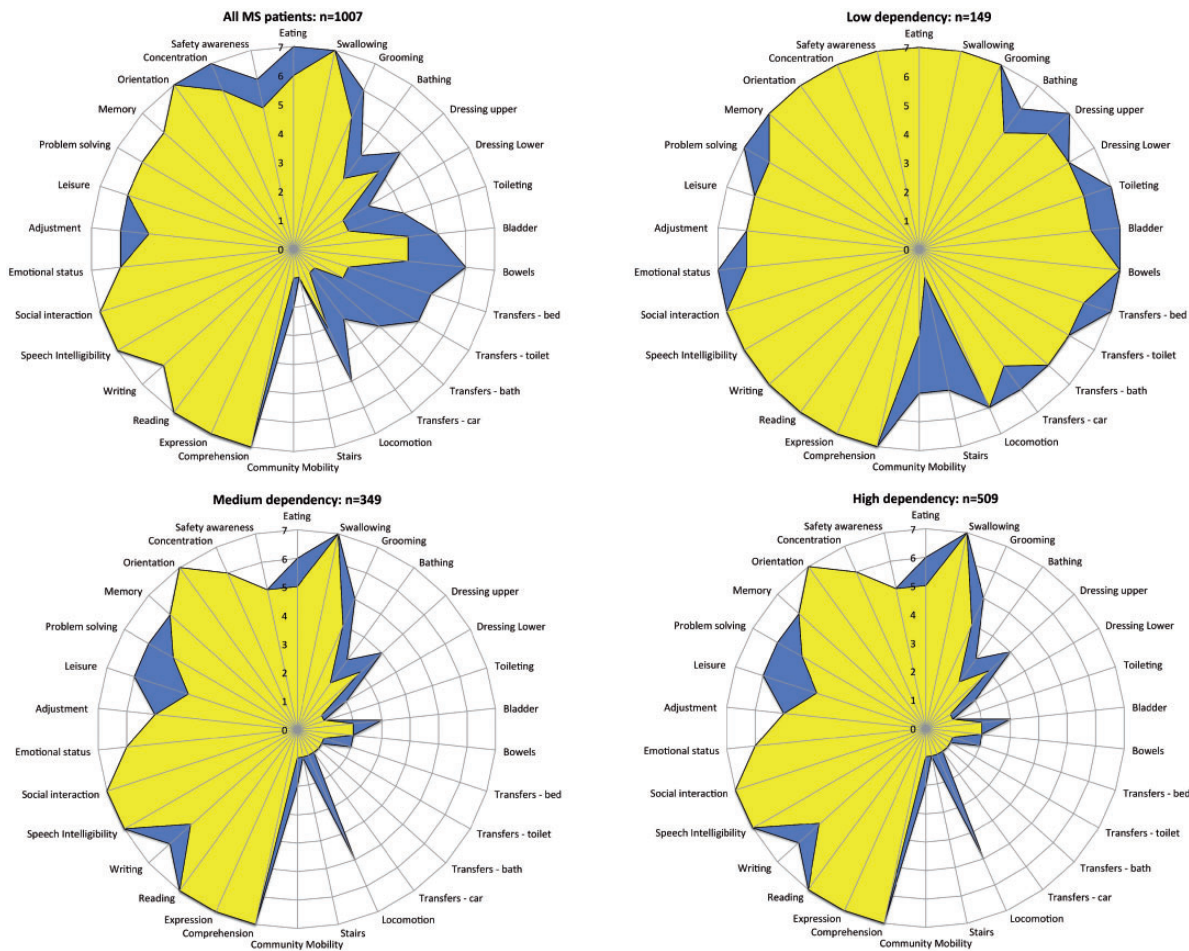 All MS patients: n=1007
Eating
Swallowing
Grooming
Bathing
Dressing upper
Dressing Lower
Toileting
Bladder
Bowels
Transfers - bed
Transfers - toilet
Transfers - bath
Transfers - car
Locomotion
Stairs
Community Mobility
Comprehension
Expression
Reading
Writing
Speech Intelligibility
Social interaction
Emotional status
Adjustment
Leisure
Problem solving
Memory
Orientation
Concentration
Safety awareness
7
6
5
4
3
2
1
0
Low dependency: n=149
Eating
Swallowing
Grooming
Bathing
Dressing upper
Dressing Lower
Toileting
Bladder
Bowels
Transfers - bed
Transfers - toilet
Transfers - bath
Transfers - car
Locomotion
Stairs
Community Mobility
Comprehension
Expression
Reading
Writing
Speech Intelligibility
Social interaction
Emotional status
Adjustment
Leisure
Problem solving
Memory
Orientation
Concentration
Safety awareness
7
6
5
4
3
2
1
0
Medium dependency: n=349
Eating
Swallowing
Grooming
Bathing
Dressing upper
Dressing Lower
Toileting
Bladder
Bowels
Transfers - bed
Transfers - toilet
Transfers - bath
Transfers - car
Locomotion
Stairs
Community Mobility
Comprehension
Expression
Reading
Writing
Speech Intelligibility
Social interaction
Emotional status
Adjustment
Leisure
Problem solving
Memory
Orientation
Concentration
Safety awareness
7
6
5
4
3
2
1
0
High dependency: n=509
Eating
Swallowing
Grooming
Bathing
Dressing upper
Dressing Lower
Toileting
Bladder
Bowels
Transfers - bed
Transfers - toilet
Transfers - bath
Transfers - car
Locomotion
Stairs
Community Mobility
Comprehension
Expression
Reading
Writing
Speech Intelligibility
Social interaction
Emotional status
Adjustment
Leisure
Problem solving
Memory
Orientation
Concentration
Safety awareness
7
6
5
4
3
2
1
0